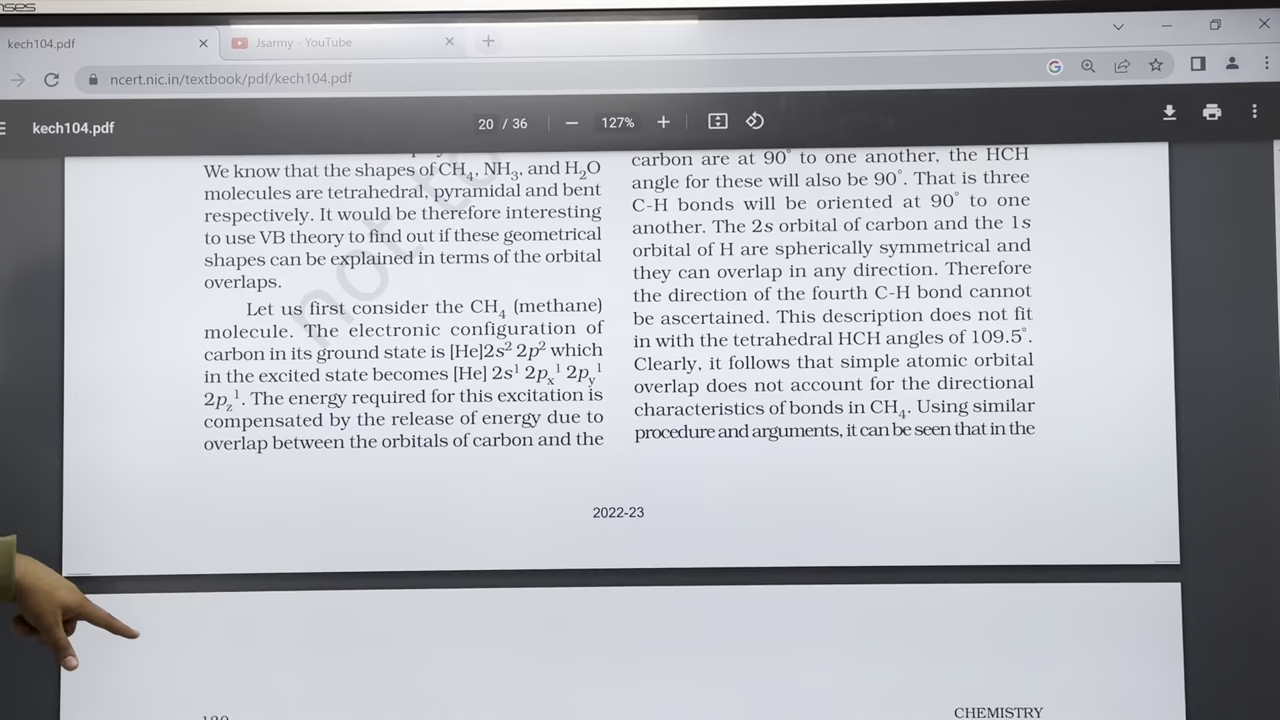 kech104.pdf
Jsarmy - YouTube
ncert.nic.in/textbook/pdf/kech104.pdf
kech104.pdf
20 / 36
127%
We know that the shapes of CH₄, NH₃, and H₂O
molecules are tetrahedral, pyramidal and bent
respectively. It would be therefore interesting
to use VB theory to find out if these geometrical
shapes can be explained in terms of the orbital
overlaps.
Let us first consider the CH₄ (methane)
molecule. The electronic configuration of
carbon in its ground state is [He]2s² 2p² which
in the excited state becomes [He] 2s¹ 2pₓ¹ 2p_y¹
2p_z¹. The energy required for this excitation is
compensated by the release of energy due to
overlap between the orbitals of carbon and the
carbon are at 90° to one another, the HCH
angle for these will also be 90°. That is three
C-H bonds will be oriented at 90° to one
another. The 2s orbital of carbon and the 1s
orbital of H are spherically symmetrical and
they can overlap in any direction. Therefore
the direction of the fourth C-H bond cannot
be ascertained. This description does not fit
in with the tetrahedral HCH angles of 109.5°.
Clearly, it follows that simple atomic orbital
overlap does not account for the directional
characteristics of bonds in CH₄. Using similar
procedure and arguments, it can be seen that in the
not to
2022-23
CHEMISTRY